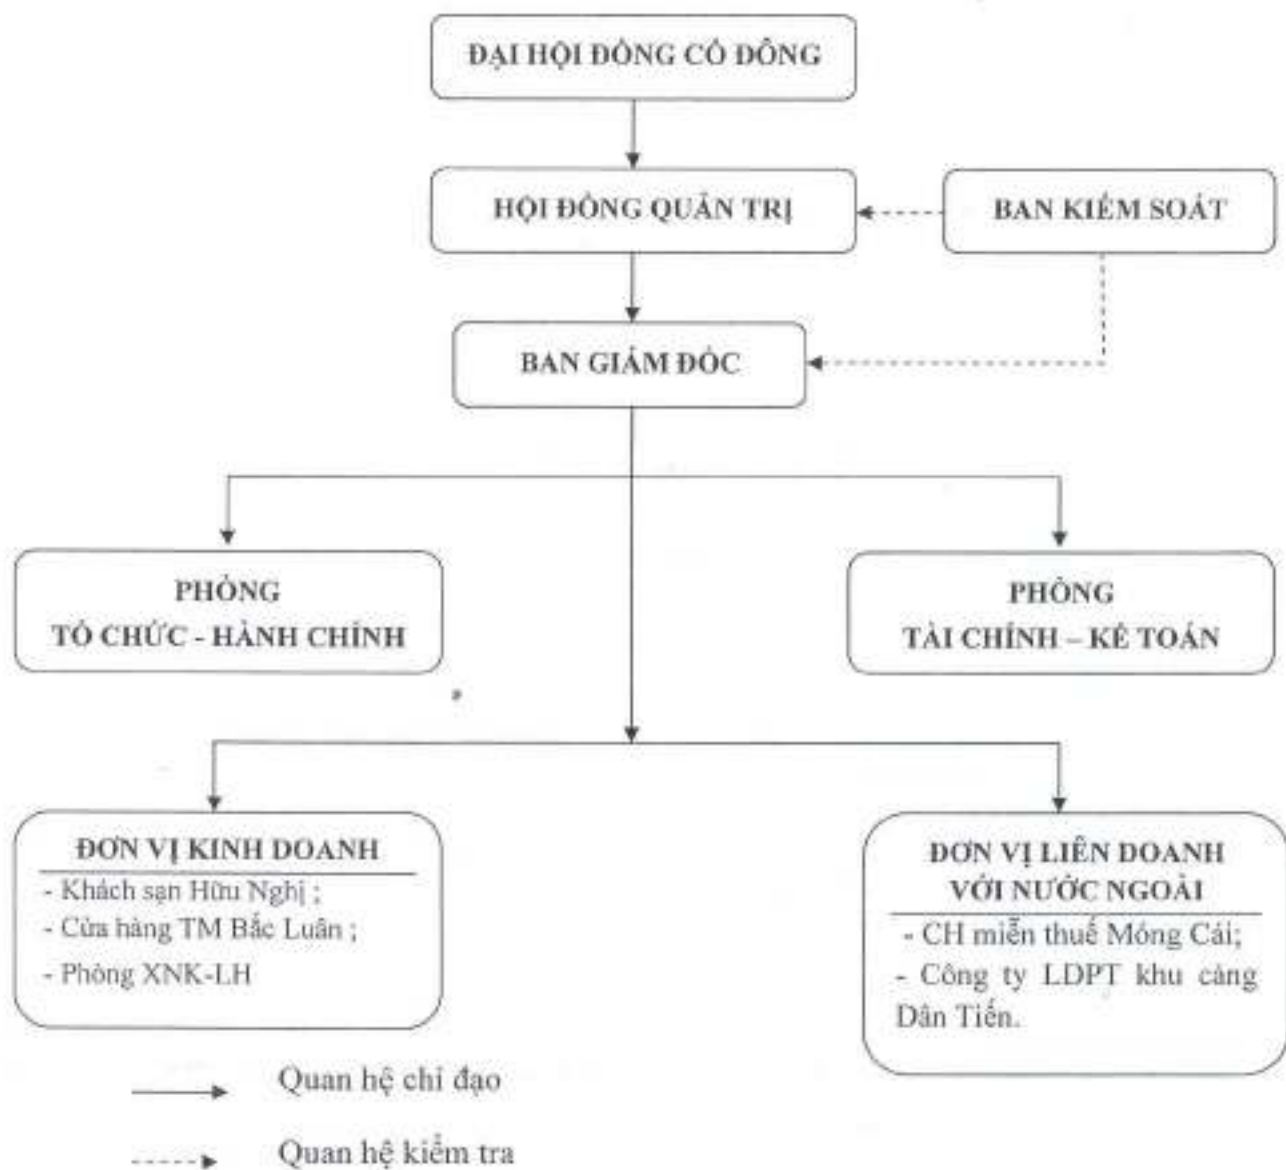 ĐẠI HỘI ĐỒNG CỔ ĐÔNG
HỘI ĐỒNG QUẢN TRỊ
BAN KIỂM SOÁT
BAN GIÁM ĐỐC
PHÒNG
TỔ CHỨC - HÀNH CHÍNH
PHÒNG
TÀI CHÍNH – KẾ TOÁN
ĐƠN VỊ KINH DOANH
- Khách sạn Hữu Nghị ;
- Cửa hàng TM Bắc Luân ;
- Phòng XNK-LH
ĐƠN VỊ LIÊN DOANH
VỚI NƯỚC NGOÀI
- CH miễn thuế Móng Cái;
- Công ty LDPT khu cảng
Dân Tiến.
Quan hệ chỉ đạo
Quan hệ kiểm tra